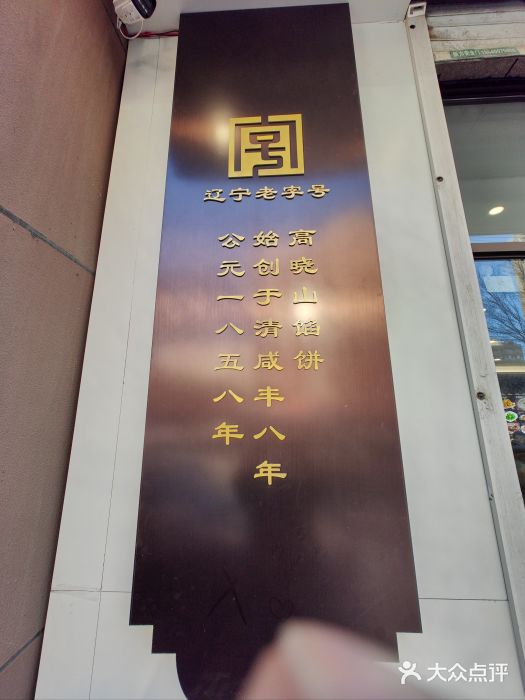 辽宁老字号
高晓山馅饼
始创于清咸丰八年
公元一八五八年
大众点评